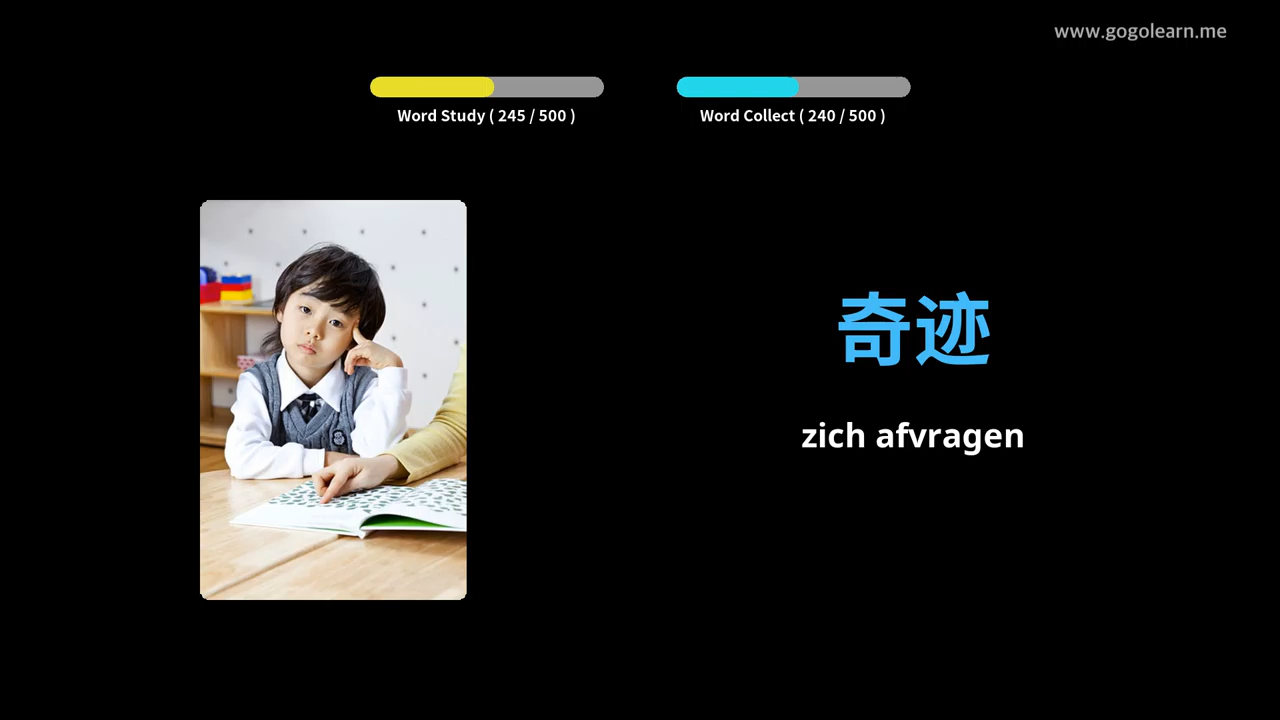 www.gogolearn.me
Word Study ( 245 / 500 )
Word Collect ( 240 / 500 )
奇迹
zich afvragen